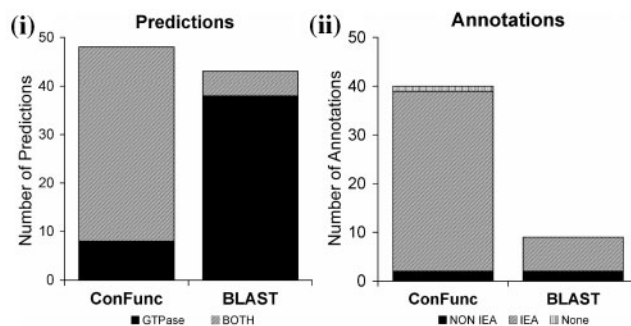 (i)
Predictions
Number of Predictions
50
40
30
20
10
0
ConFunc
BLAST
GTPase
BOTH
(ii)
Annotations
Number of Annotations
50
40
30
20
10
0
ConFunc
BLAST
NON IEA
IEA
None